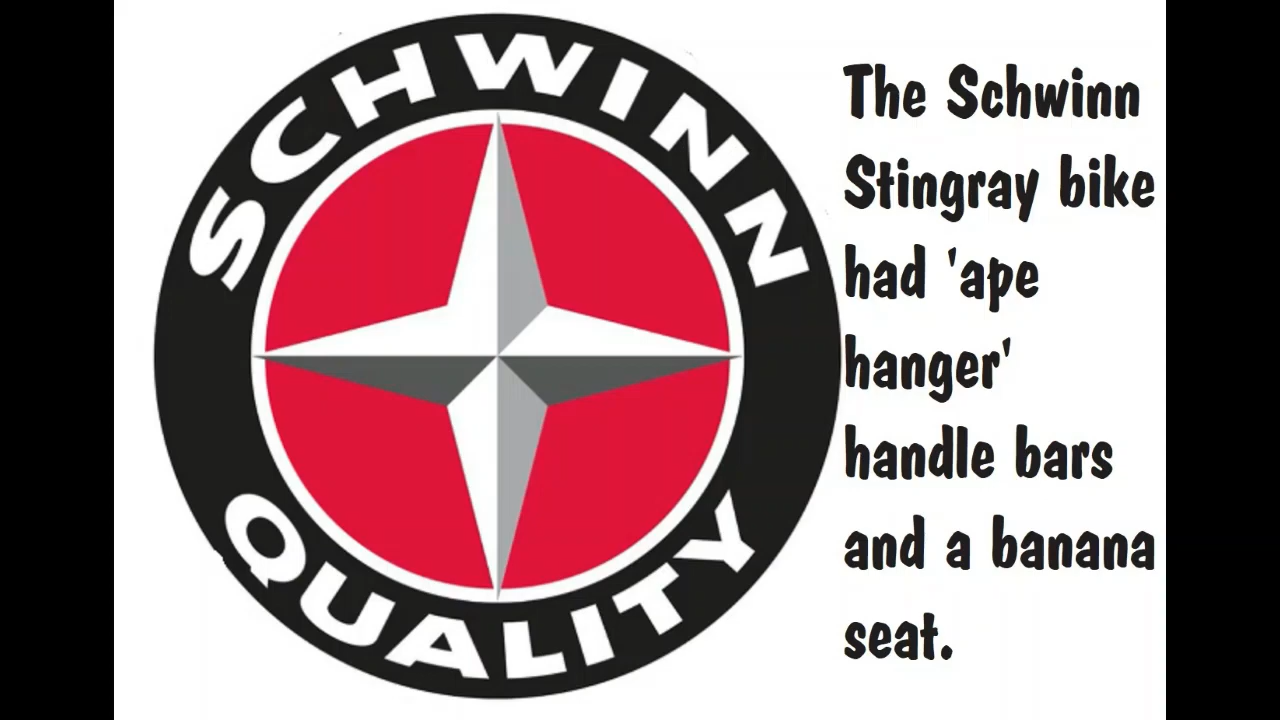 SCHWINN
QUALITY
The Schwinn
Stingray bike
had 'ape
hanger'
handle bars
and a banana
seat.